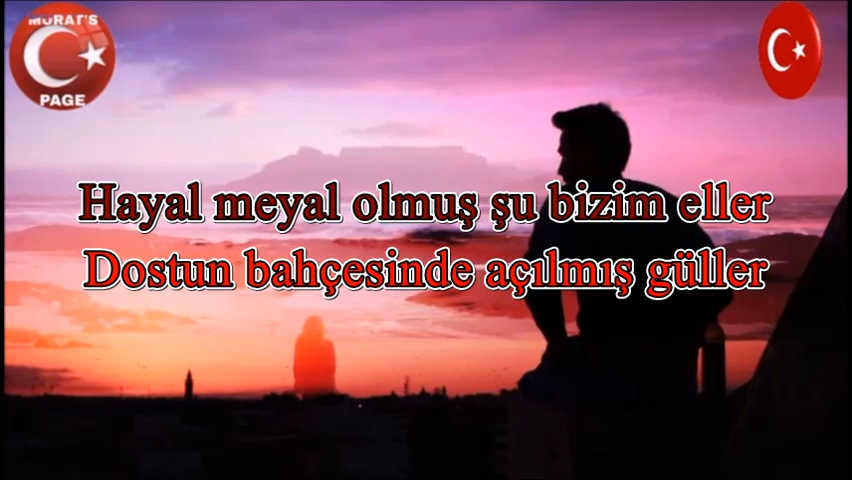 MURAT'S
PAGE
Hayal meyal olmuş şu bizim eller
Dostun bahçesinde açılmış güller